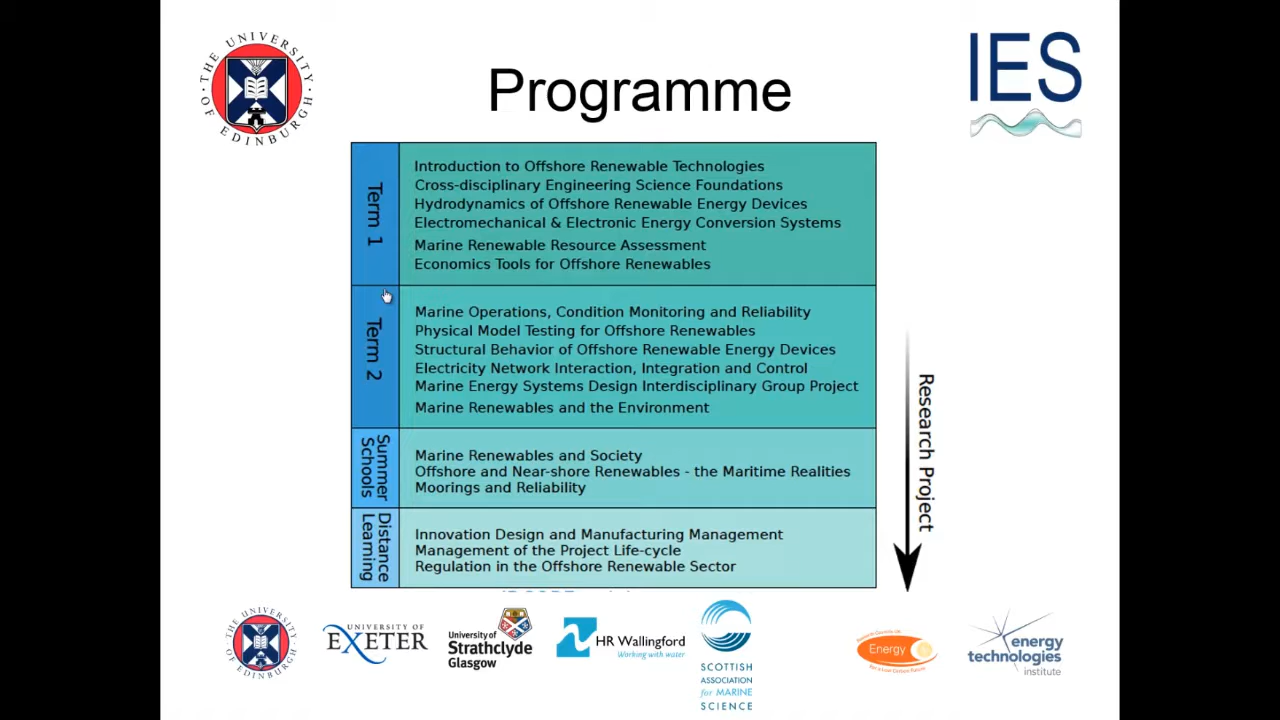 THE UNIVERSITY OF EDINBURGH
IES
Programme
Term 1
Introduction to Offshore Renewable Technologies
Cross-disciplinary Engineering Science Foundations
Hydrodynamics of Offshore Renewable Energy Devices
Electromechanical & Electronic Energy Conversion Systems
Marine Renewable Resource Assessment
Economics Tools for Offshore Renewables
Term 2
Marine Operations, Condition Monitoring and Reliability
Physical Model Testing for Offshore Renewables
Structural Behavior of Offshore Renewable Energy Devices
Electricity Network Interaction, Integration and Control
Marine Energy Systems Design Interdisciplinary Group Project
Marine Renewables and the Environment
Summer
Schools
Marine Renewables and Society
Offshore and Near-shore Renewables - the Maritime Realities
Moorings and Reliability
Distance
Learning
Innovation Design and Manufacturing Management
Management of the Project Life-cycle
Regulation in the Offshore Renewable Sector
Research Project
THE UNIVERSITY OF EDINBURGH
UNIVERSITY OF
EXETER
University of
Strathclyde
Glasgow
HR Wallingford
Working with water
SCOTTISH
ASSOCIATION
for MARINE
SCIENCE
Energy
energy
technologies
institute